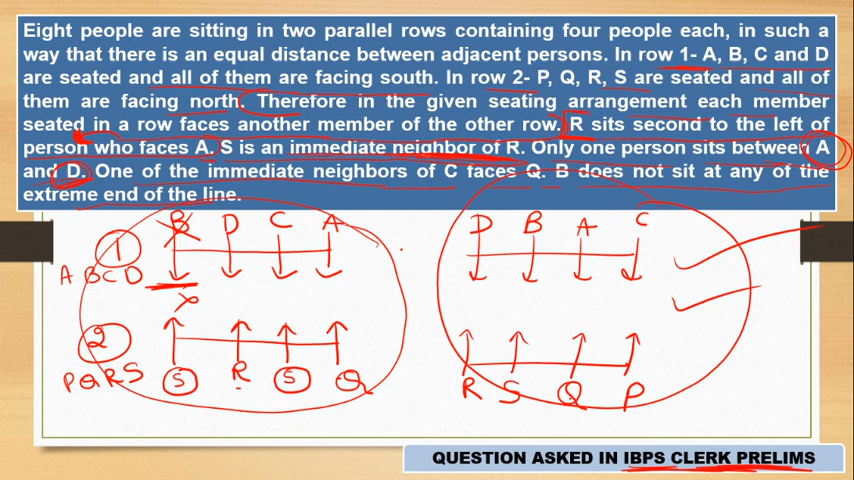 Eight people are sitting in two parallel rows containing four people each, in such a
way that there is an equal distance between adjacent persons. In row 1- A, B, C and D
are seated and all of them are facing south. In row 2- P, Q, R, S are seated and all of
them are facing north. Therefore in the given seating arrangement each member
seated in a row faces another member of the other row. R sits second to the left of
person who faces A. S is an immediate neighbor of R. Only one person sits between A
and D. One of the immediate neighbors of C faces Q. B does not sit at any of the
extreme end of the line.
B D C A
D B A C
1
A B C D
2
P Q R S
S R S Q
R S Q P
QUESTION ASKED IN IBPS CLERK PRELIMS